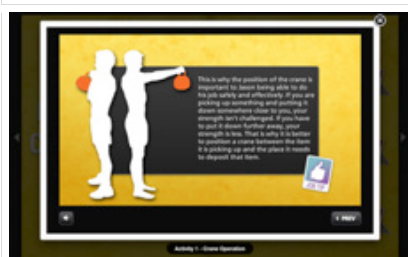 This is why the position of the crane is
important to Jason being able to do
his job safely and effectively. If you are
picking up something and putting it
down somewhere close to you, your
strength isn't challenged. If you have
to put it down further away, your
strength is. That is why it is better
to position a crane between the item
it is picking up and the place it needs
to deposit that item.
JOB TIP
PREV
Activity 1 - Crane Operation